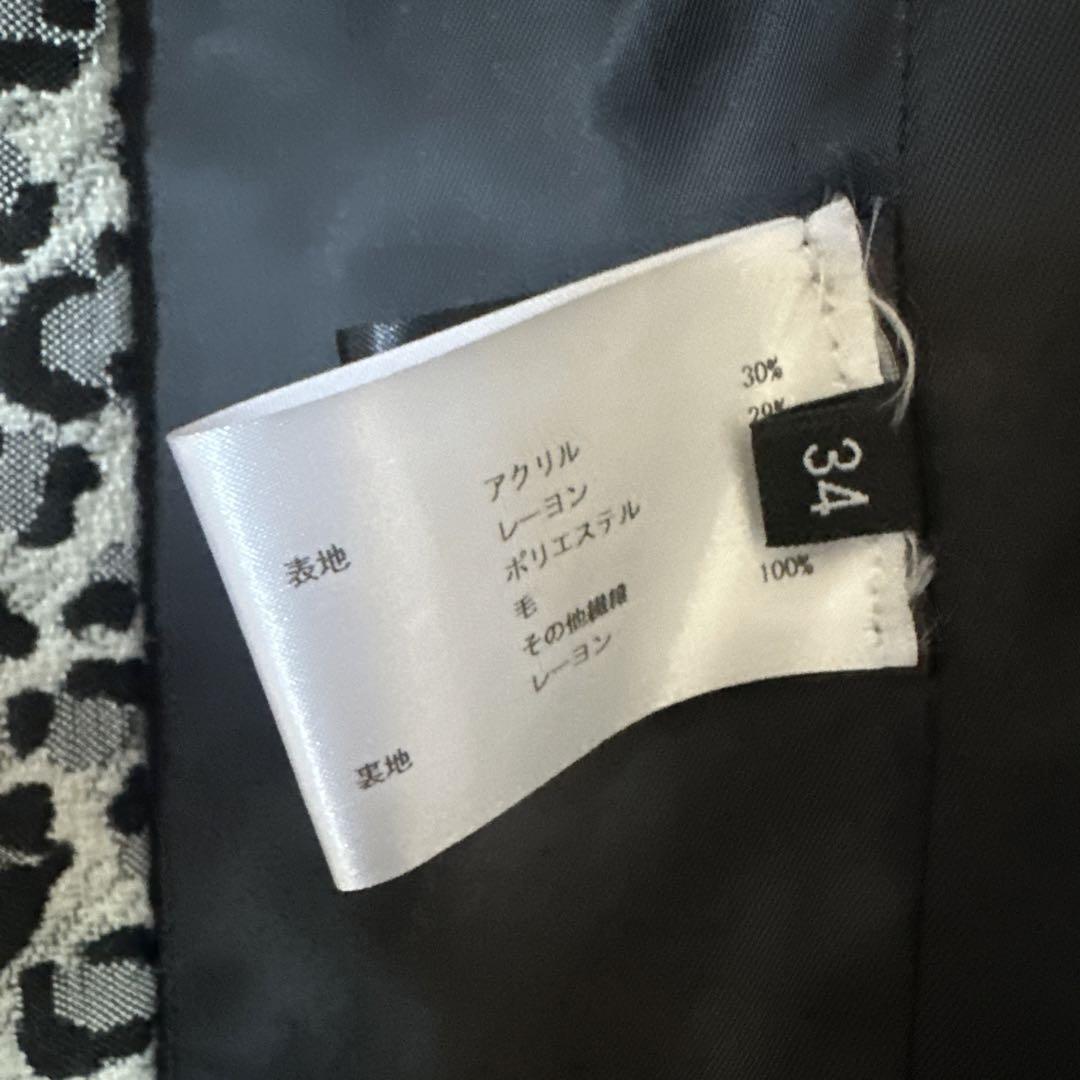 表地
アクリル 30%
レーヨン 20%
ポリエステル
毛
その他繊維
裏地
レーヨン 100%
34